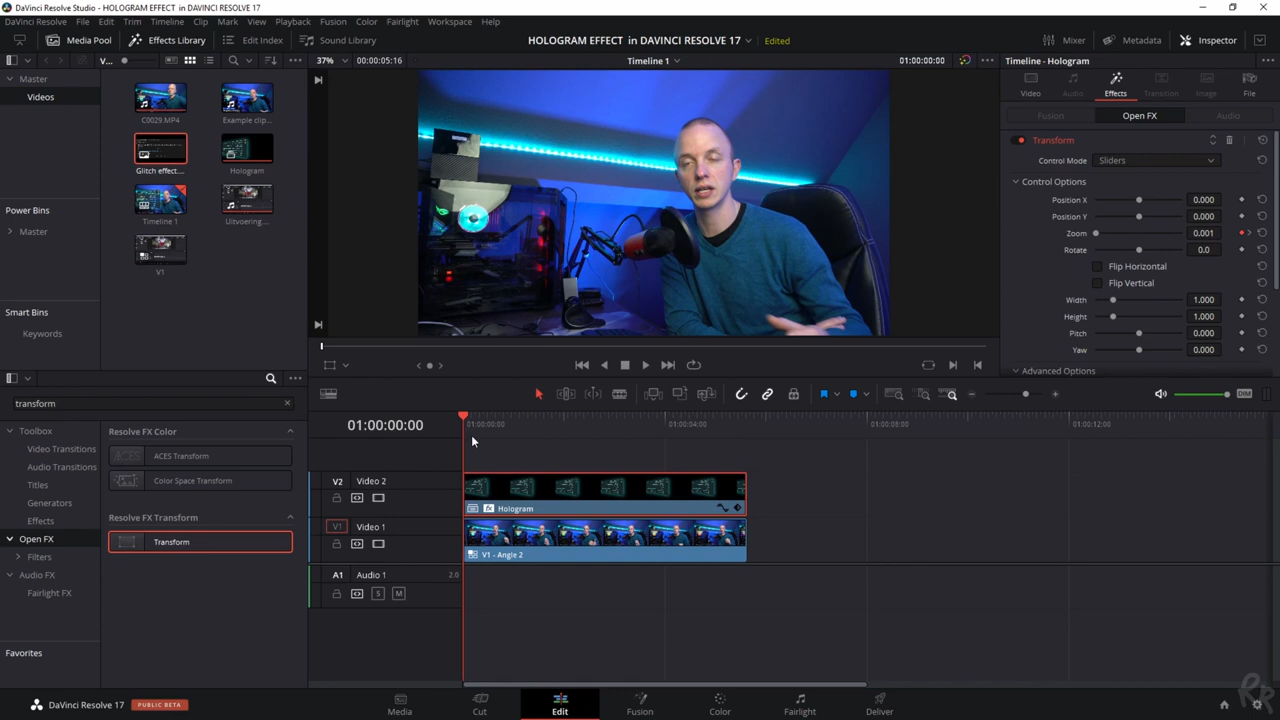 DaVinci Resolve Studio - HOLOGRAM EFFECT in DAVINCI RESOLVE 17
DaVinci Resolve File Edit Trim Timeline Clip Mark View Playback Fusion Color Fairlight Workspace Help
Media Pool Effects Library Edit Index Sound Library HOLOGRAM EFFECT in DAVINCI RESOLVE 17 Edited Mixer Metadata Inspector
V... 37% 00:00:05:16 Timeline 1 01:00:00:00 Timeline - Hologram
Master
Videos
Video Audio Effects Transition Image File
C0029.MP4 Example clip...
Fusion Open FX Audio
Transform
Control Mode Sliders
Glitch effect.... Hologram
Control Options
Position X 0.000
Position Y 0.000
Power Bins
Timeline 1 Uitvoering...
Master
Zoom 0.001
Rotate 0.0
Flip Horizontal
V1
Flip Vertical
Width 1.000
Smart Bins
Height 1.000
Keywords
Pitch 0.000
Yaw 0.000
Advanced Options
transform
DIM
01:00:00:00
01:00:00:00 01:00:04:00 01:00:08:00 01:00:12:00
Toolbox
Resolve FX Color
Video Transitions
ACES Transform
Audio Transitions
Color Space Transform
Titles
Generators
Resolve FX Transform
Effects
Open FX
Transform
Filters
Audio FX
Fairlight FX
Favorites
V2 Video 2
fx Hologram
V1 Video 1
V1 - Angle 2
A1 Audio 1 2.0
S M
DaVinci Resolve 17 PUBLIC BETA
Media Cut Edit Fusion Color Fairlight Deliver